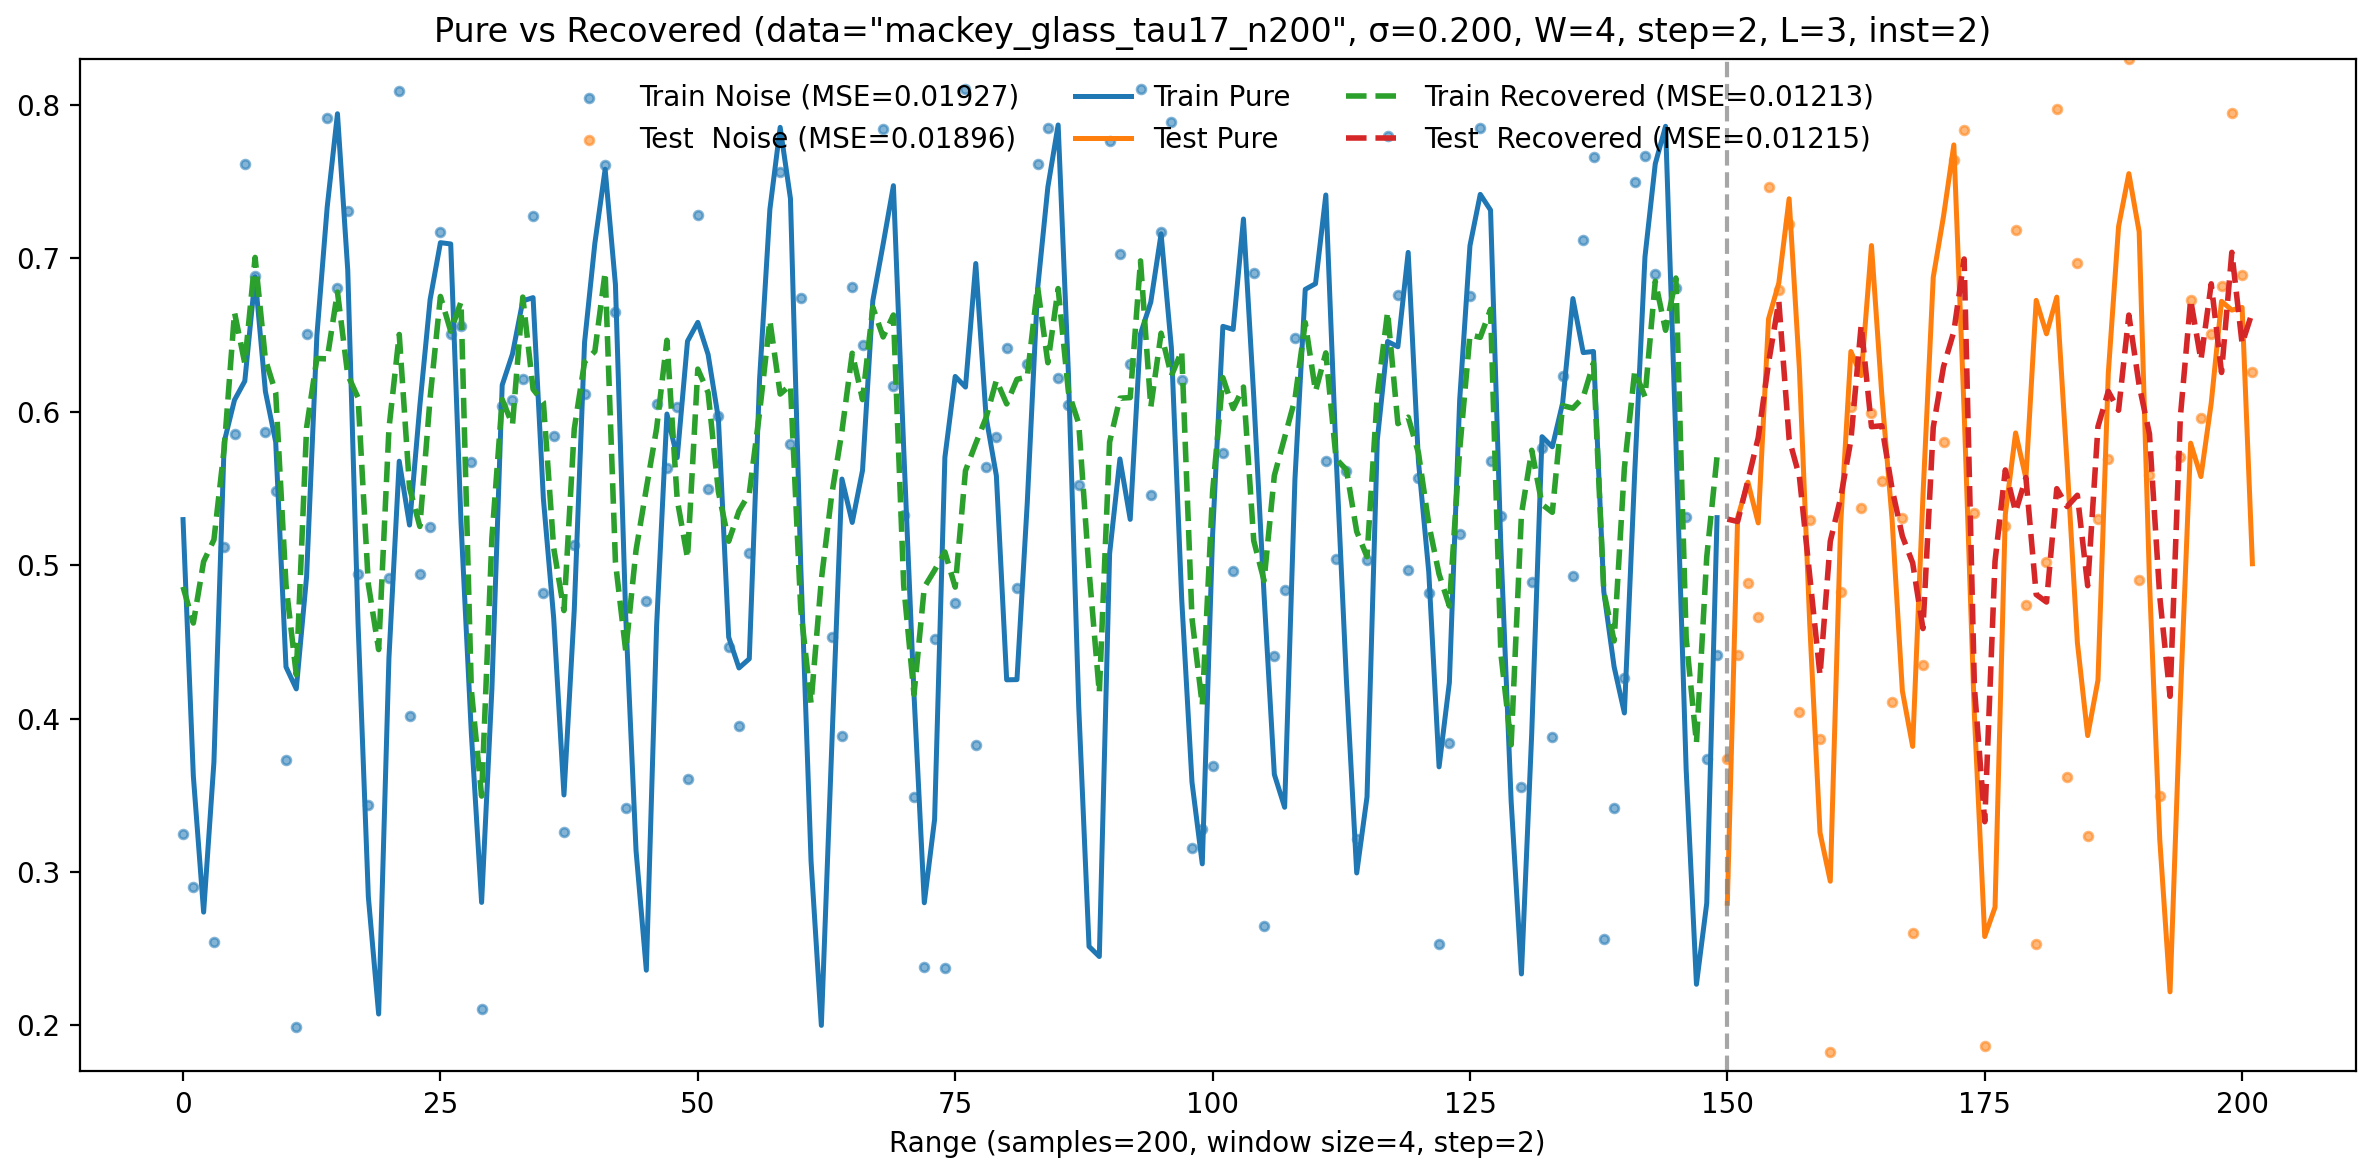 Pure vs Recovered (data="mackey_glass_tau17_n200", σ=0.200, W=4, step=2, L=3, inst=2)
Train Noise (MSE=0.01927) Train Pure Train Recovered (MSE=0.01213)
Test  Noise (MSE=0.01896) Test Pure Test  Recovered (MSE=0.01215)
0.8
0.7
0.6
0.5
0.4
0.3
0.2
0 25 50 75 100 125 150 175 200
Range (samples=200, window size=4, step=2)